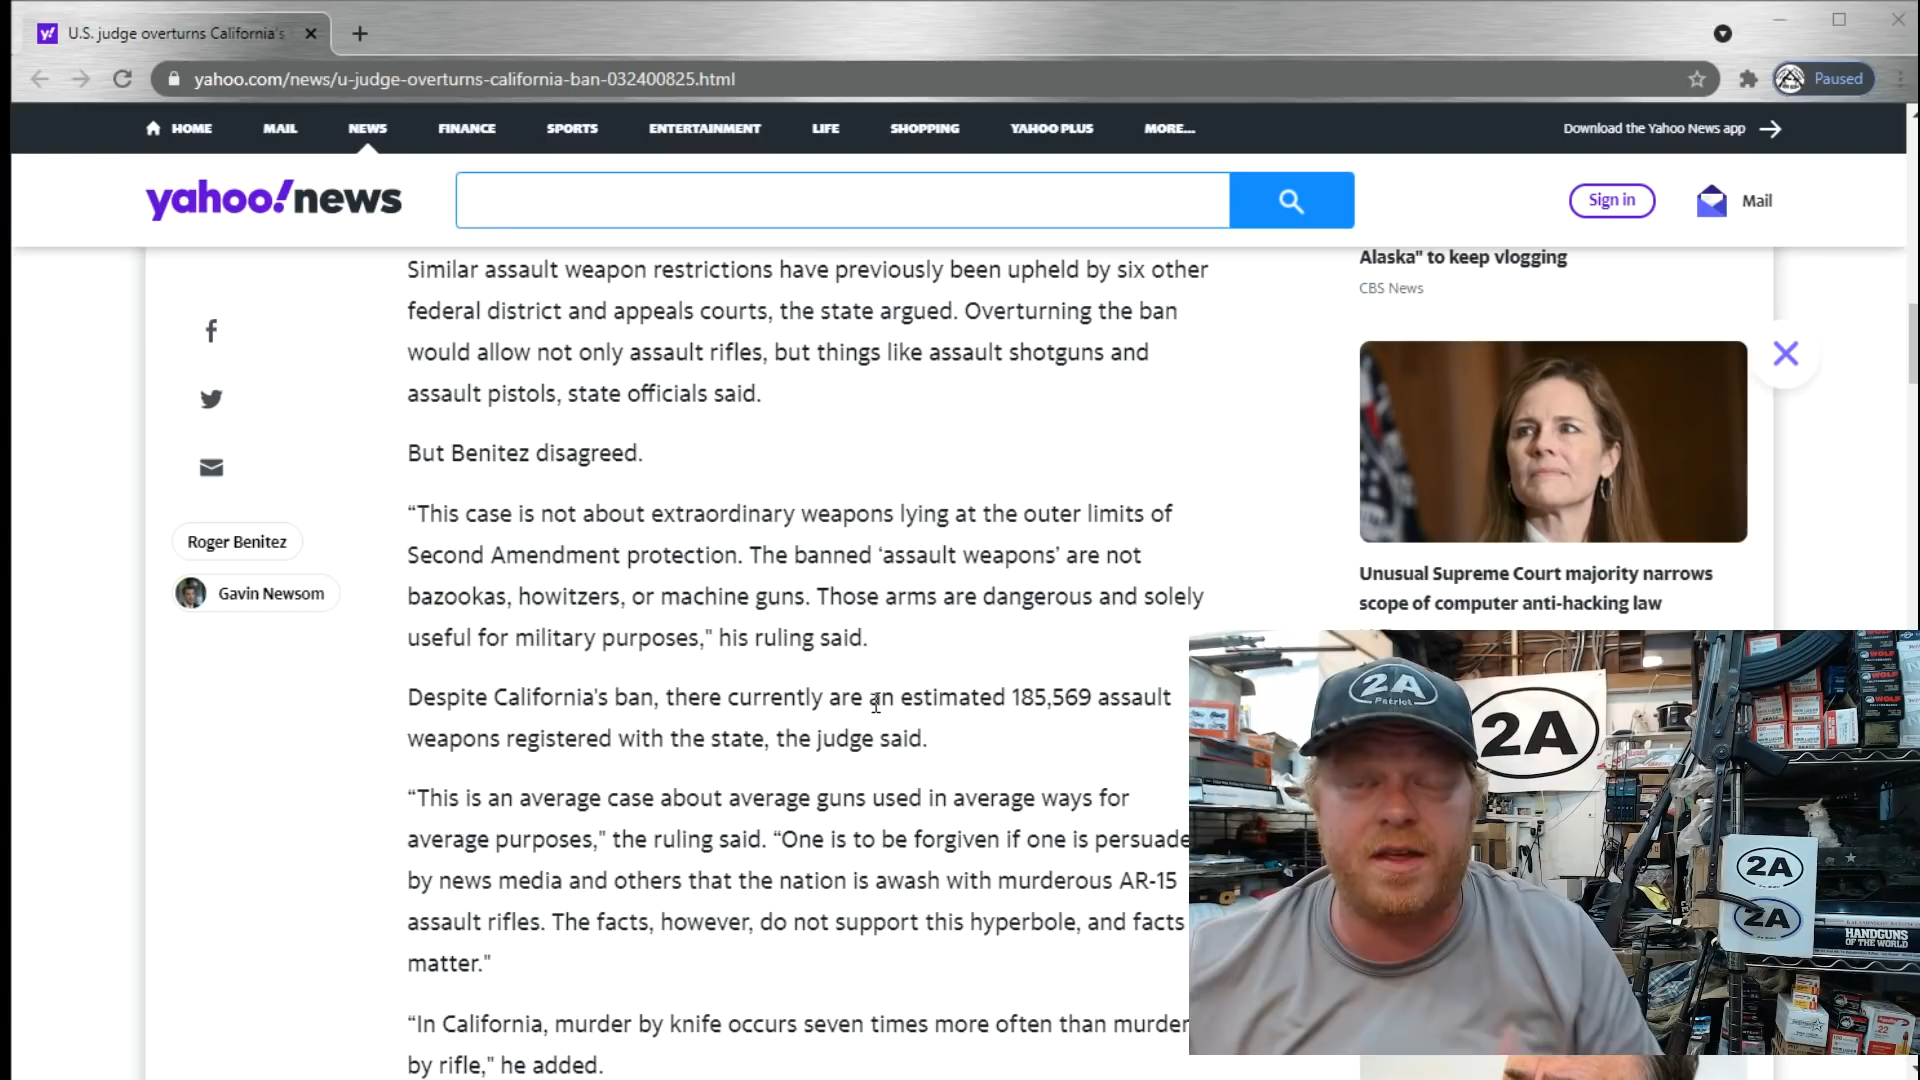 U.S. judge overturns California's
yahoo.com/news/u-judge-overturns-california-ban-032400825.html
Paused
HOME MAIL NEWS FINANCE SPORTS ENTERTAINMENT LIFE SHOPPING YAHOO PLUS MORE...
Download the Yahoo News app
yahoo!news
Sign in
Mail
Similar assault weapon restrictions have previously been upheld by six other
federal district and appeals courts, the state argued. Overturning the ban
would allow not only assault rifles, but things like assault shotguns and
assault pistols, state officials said.
But Benitez disagreed.
“This case is not about extraordinary weapons lying at the outer limits of
Second Amendment protection. The banned ‘assault weapons’ are not
bazookas, howitzers, or machine guns. Those arms are dangerous and solely
useful for military purposes," his ruling said.
Despite California's ban, there currently are an estimated 185,569 assault
weapons registered with the state, the judge said.
“This is an average case about average guns used in average ways for
average purposes," the ruling said. “One is to be forgiven if one is persuade
by news media and others that the nation is awash with murderous AR-15
assault rifles. The facts, however, do not support this hyperbole, and facts
matter."
“In California, murder by knife occurs seven times more often than murder
by rifle," he added.
Roger Benitez
Gavin Newsom
Alaska" to keep vlogging
CBS News
Unusual Supreme Court majority narrows
scope of computer anti-hacking law
2A
Patriot
2A
2A
2A
HANDGUNS
OF THE WORLD
WOLF
WOLF
WOLF
.22